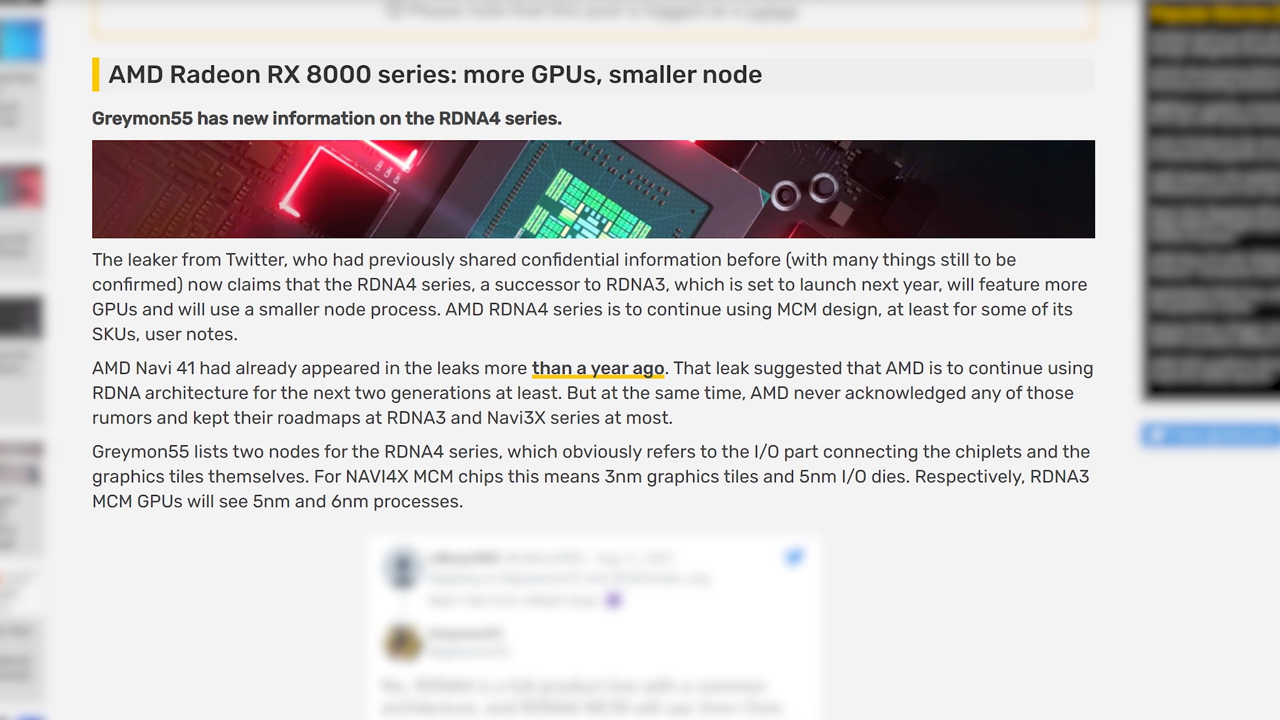 AMD Radeon RX 8000 series: more GPUs, smaller node
Greymon55 has new information on the RDNA4 series.
The leaker from Twitter, who had previously shared confidential information before (with many things still to be
confirmed) now claims that the RDNA4 series, a successor to RDNA3, which is set to launch next year, will feature more
GPUs and will use a smaller node process. AMD RDNA4 series is to continue using MCM design, at least for some of its
SKUs, user notes.
AMD Navi 41 had already appeared in the leaks more than a year ago. That leak suggested that AMD is to continue using
RDNA architecture for the next two generations at least. But at the same time, AMD never acknowledged any of those
rumors and kept their roadmaps at RDNA3 and Navi3X series at most.
Greymon55 lists two nodes for the RDNA4 series, which obviously refers to the I/O part connecting the chiplets and the
graphics tiles themselves. For NAVI4X MCM chips this means 3nm graphics tiles and 5nm I/O dies. Respectively, RDNA3
MCM GPUs will see 5nm and 6nm processes.